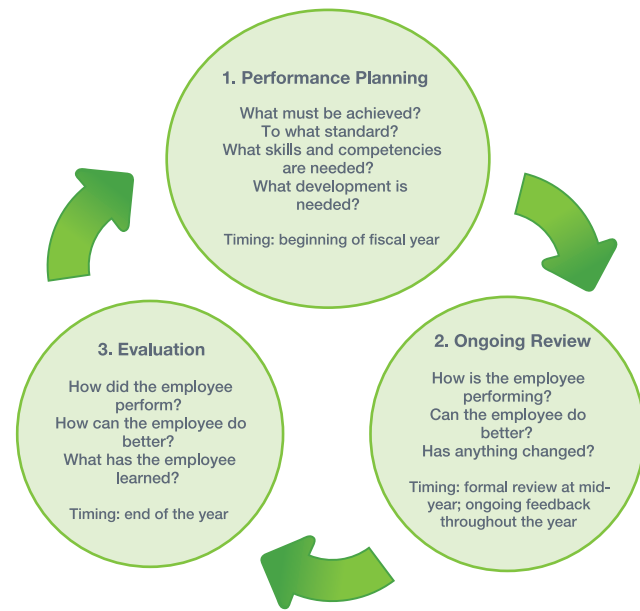 1. Performance Planning
What must be achieved?
To what standard?
What skills and competencies
are needed?
What development is
needed?
Timing: beginning of fiscal year
2. Ongoing Review
How is the employee
performing?
Can the employee do
better?
Has anything changed?
Timing: formal review at mid-
year; ongoing feedback
throughout the year
3. Evaluation
How did the employee
perform?
How can the employee do
better?
What has the employee
learned?
Timing: end of the year